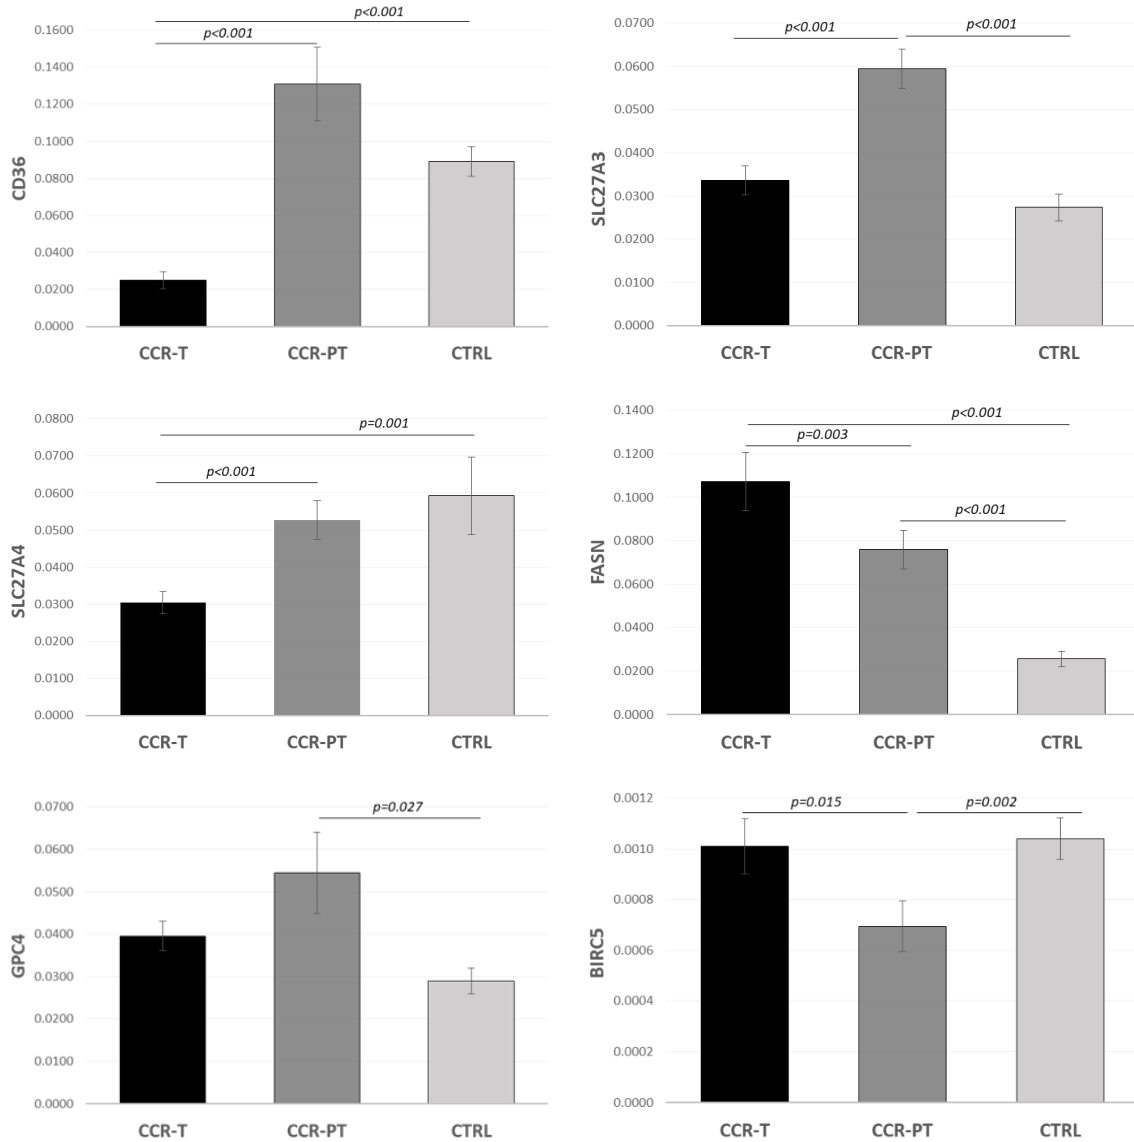 p<0.001
p<0.001
0.1600
0.1400
0.1200
0.1000
0.0800
0.0600
0.0400
0.0200
0.0000
CD36
CCR-T CCR-PT CTRL
0.0700
0.0600
0.0500
0.0400
0.0300
0.0200
0.0100
0.0000
p<0.001 p<0.001
SLC27A3
CCR-T CCR-PT CTRL
0.0800
0.0700
0.0600
0.0500
0.0400
0.0300
0.0200
0.0100
0.0000
p=0.001
p<0.001
SLC27A4
CCR-T CCR-PT CTRL
0.1400
0.1200
0.1000
0.0800
0.0600
0.0400
0.0200
0.0000
p<0.001
p=0.003
p<0.001
FASN
CCR-T CCR-PT CTRL
0.0700
0.0600
0.0500
0.0400
0.0300
0.0200
0.0100
0.0000
p=0.027
GPC4
CCR-T CCR-PT CTRL
0.0012
0.0010
0.0008
0.0006
0.0004
0.0002
0.0000
p=0.015 p=0.002
BIRC5
CCR-T CCR-PT CTRL